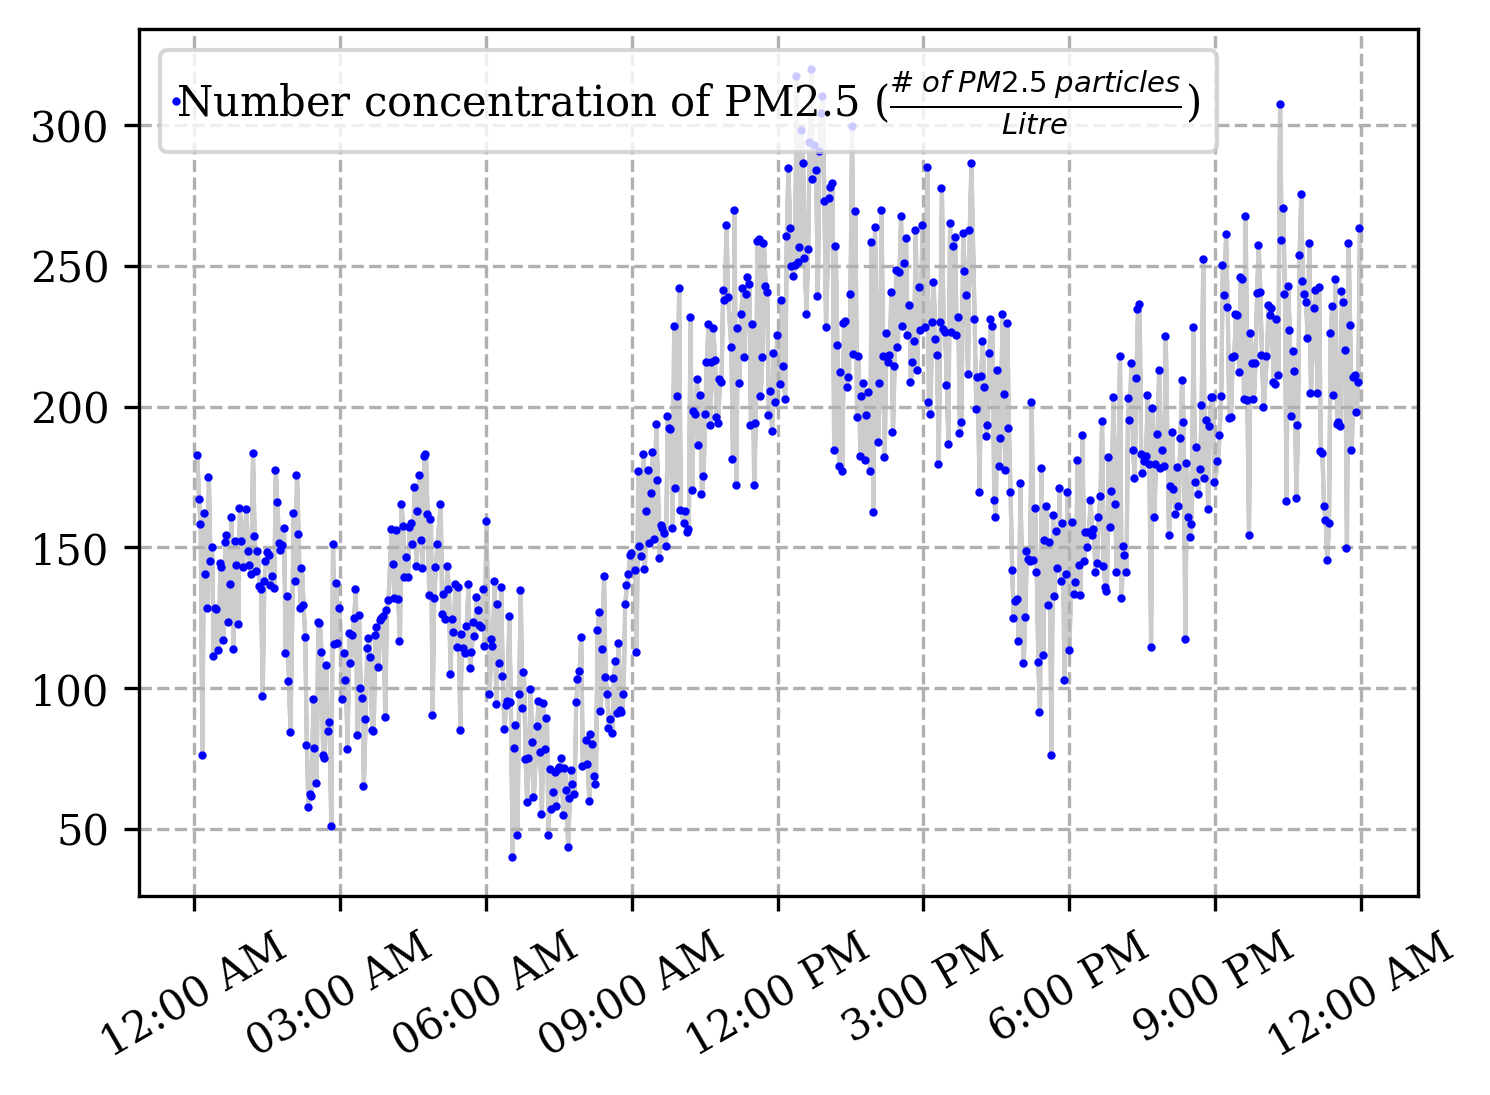 Number concentration of PM2.5 (# of PM2.5 particles/Litre)
300
250
200
150
100
50
12:00 AM
03:00 AM
06:00 AM
09:00 AM
12:00 PM
3:00 PM
6:00 PM
9:00 PM
12:00 AM